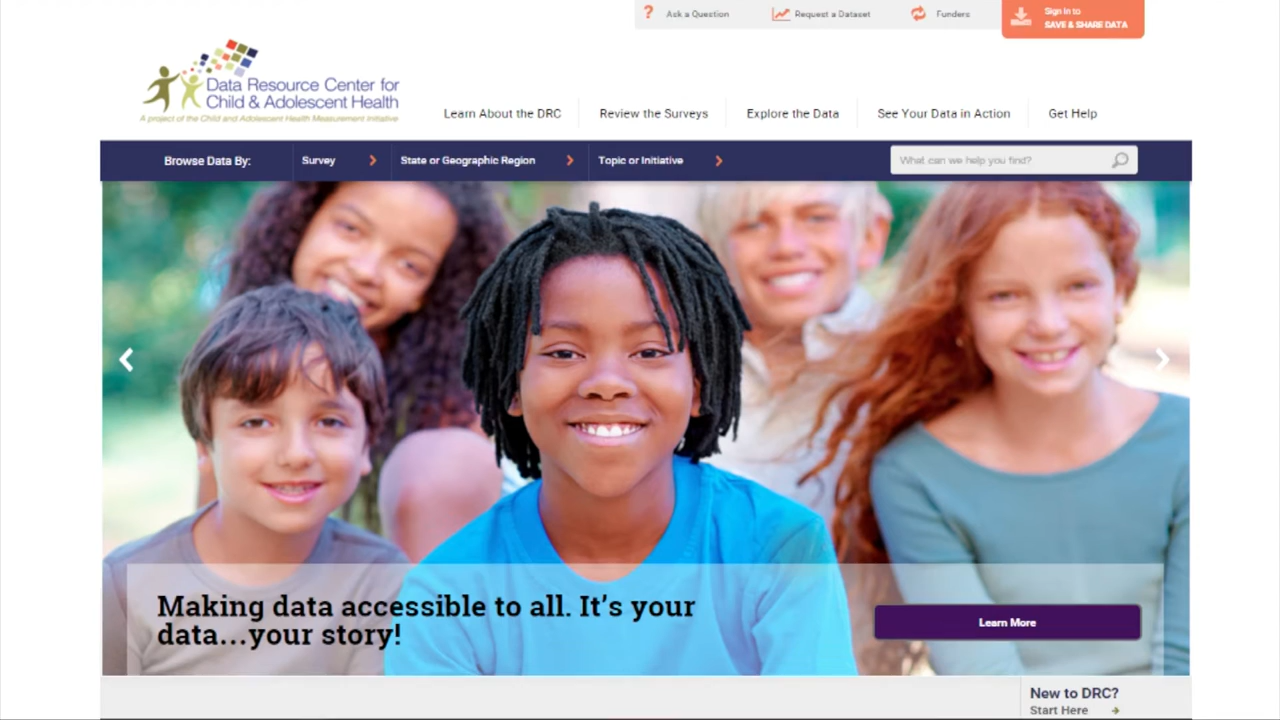 Ask a Question
Request a Dataset
Funders
Sign in to
SAVE & SHARE DATA
Data Resource Center for
Child & Adolescent Health
A project of the Child and Adolescent Health Measurement Initiative
Learn About the DRC
Review the Surveys
Explore the Data
See Your Data in Action
Get Help
Browse Data By:
Survey
State or Geographic Region
Topic or Initiative
What can we help you find?
Making data accessible to all. It's your
data...your story!
Learn More
New to DRC?
Start Here